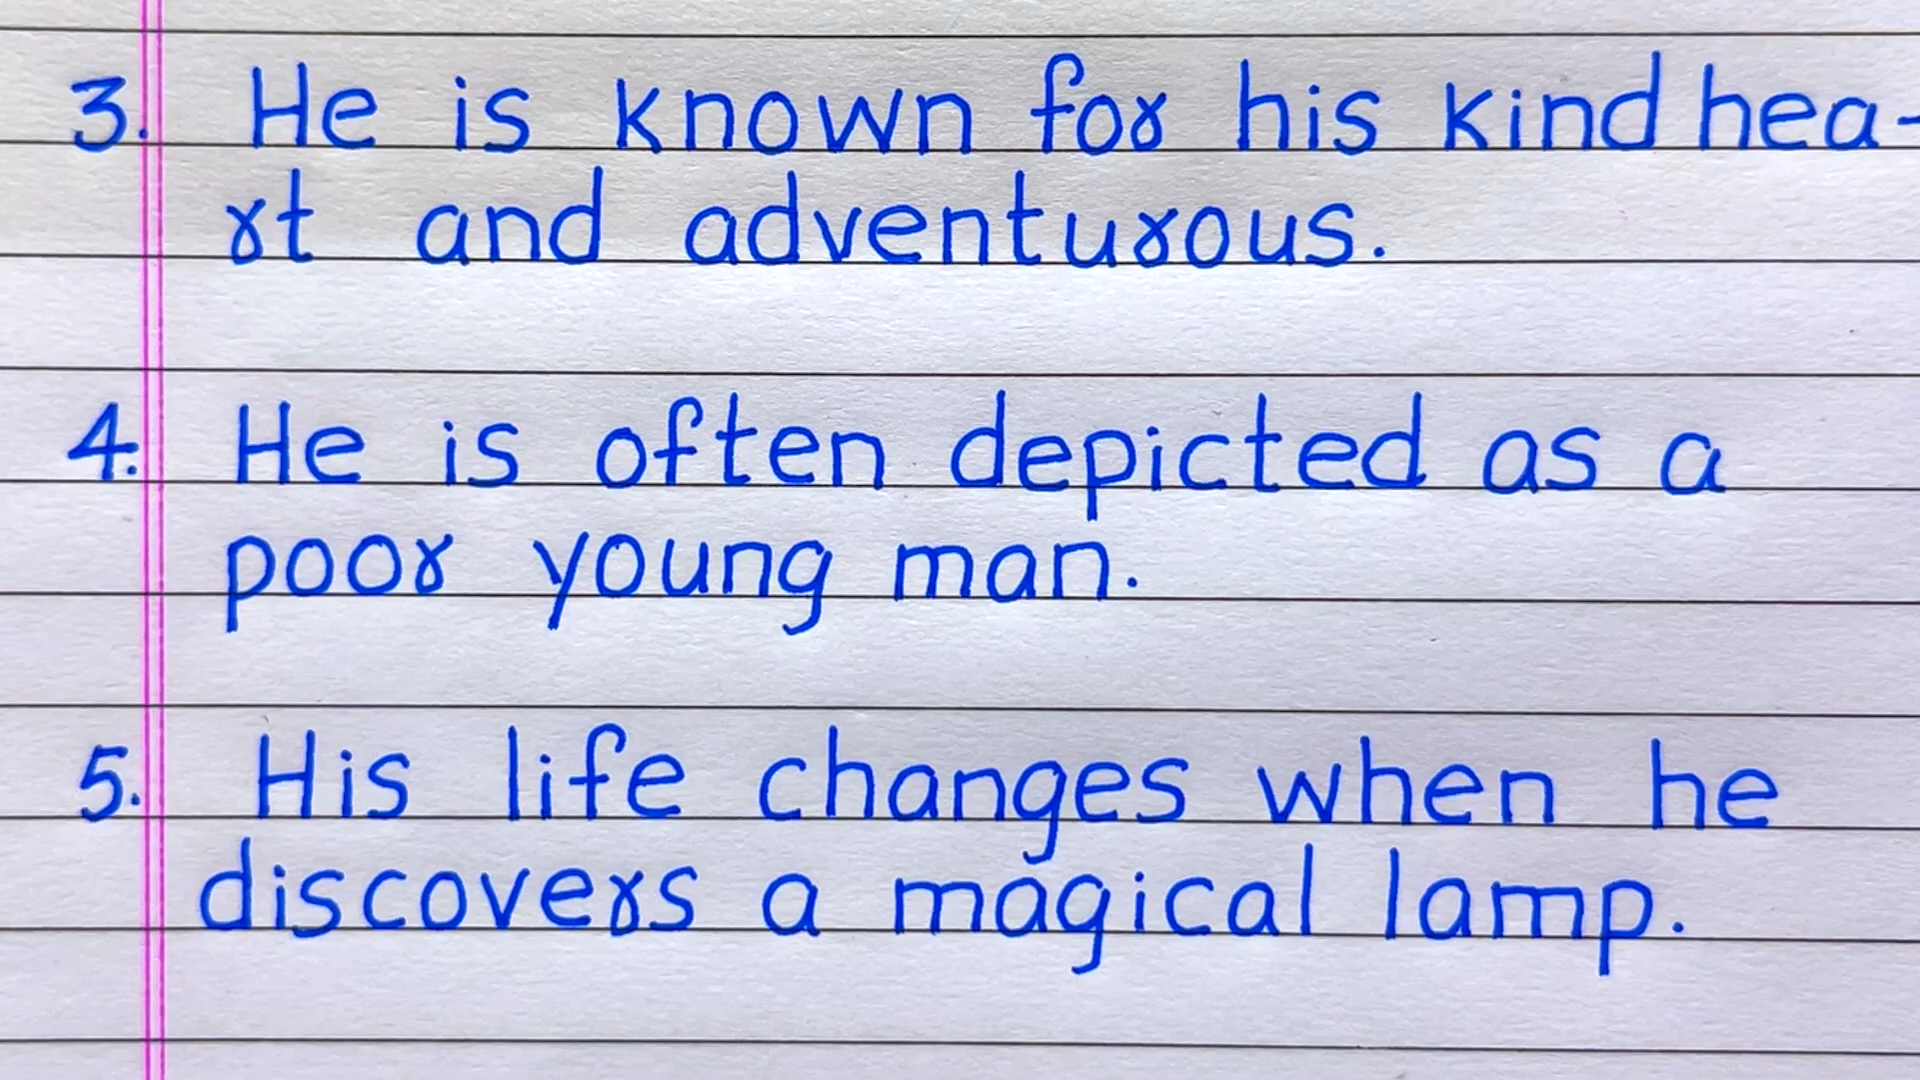 3. He is known for his kind hea-
rt and adventurous.
4. He is often depicted as a
poor young man.
5. His life changes when he
discovers a magical lamp.